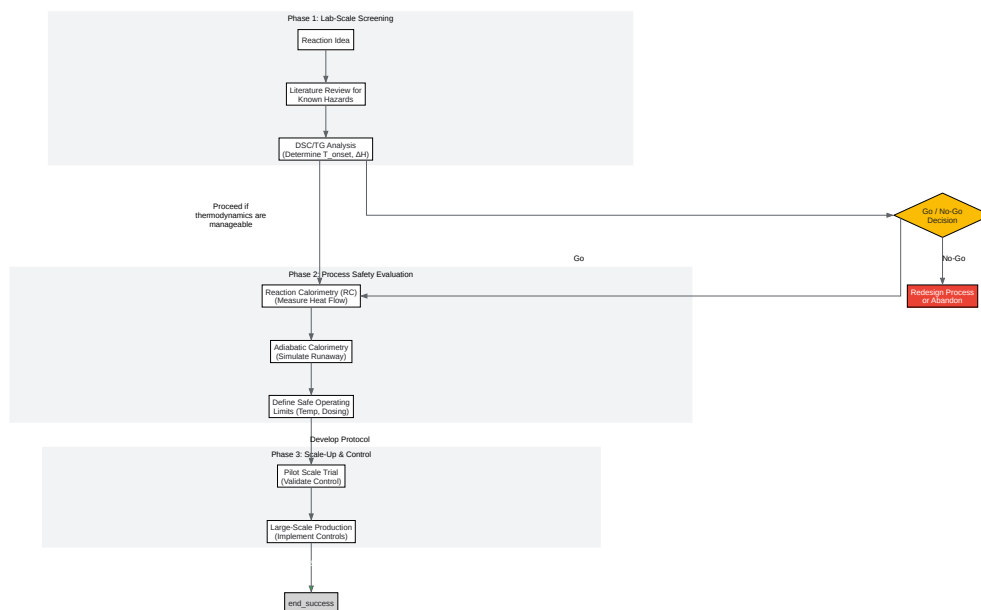 Phase 1: Lab-Scale Screening
Reaction Idea
Literature Review for
Known Hazards
DSC/TG Analysis
(Determine T_onset, ΔH)
Proceed if
thermodynamics are
manageable
Go / No-Go
Decision
Go
No-Go
Phase 2: Process Safety Evaluation
Reaction Calorimetry (RC)
(Measure Heat Flow)
Redesign Process
or Abandon
Adiabatic Calorimetry
(Simulate Runaway)
Define Safe Operating
Limits (Temp, Dosing)
Develop Protocol
Phase 3: Scale-Up & Control
Pilot Scale Trial
(Validate Control)
Large-Scale Production
(Implement Controls)
end_success